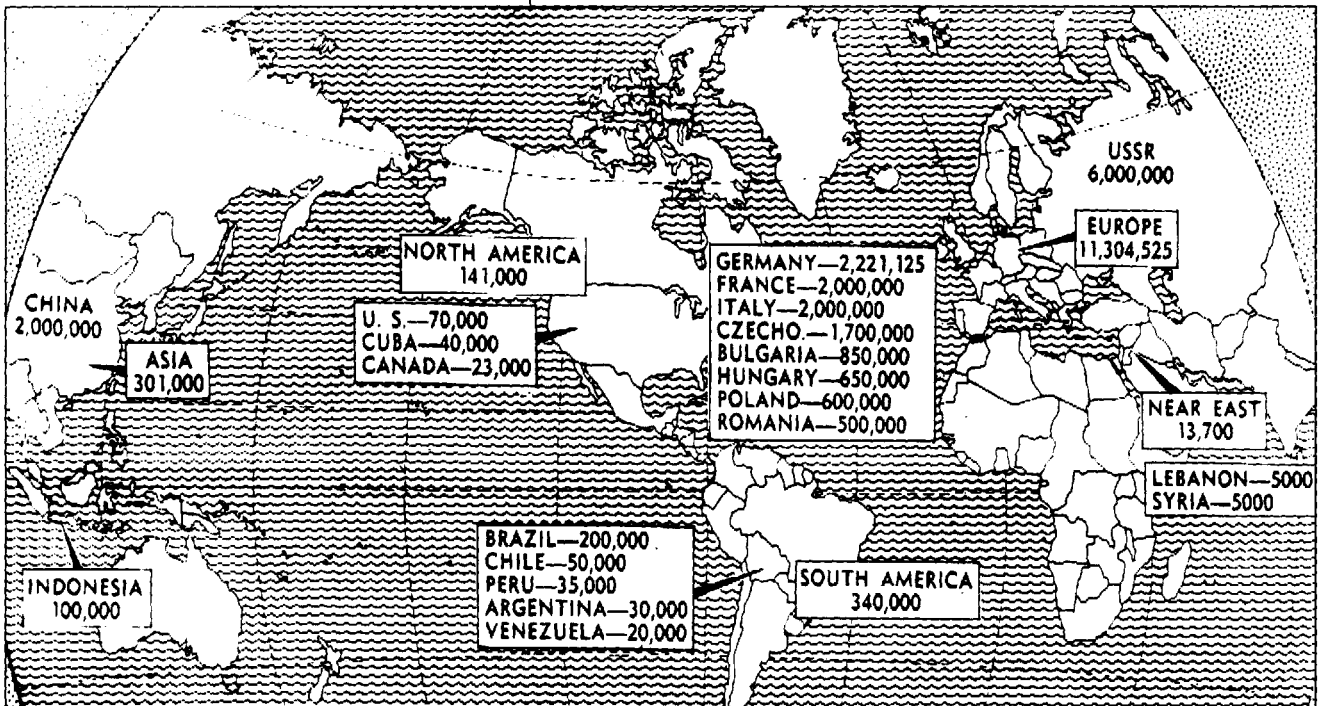 USSR
6,000,000
EUROPE
11,304,525
NORTH AMERICA
141,000
GERMANY—2,221,125
FRANCE—2,000,000
ITALY—2,000,000
CZECHO.—1,700,000
BULGARIA—850,000
HUNGARY—650,000
POLAND—600,000
ROMANIA—500,000
CHINA
2,000,000
U. S.—70,000
CUBA—40,000
CANADA—23,000
ASIA
301,000
NEAR EAST
13,700
LEBANON—5000
SYRIA—5000
BRAZIL—200,000
CHILE—50,000
PERU—35,000
ARGENTINA—30,000
VENEZUELA—20,000
SOUTH AMERICA
340,000
INDONESIA
100,000